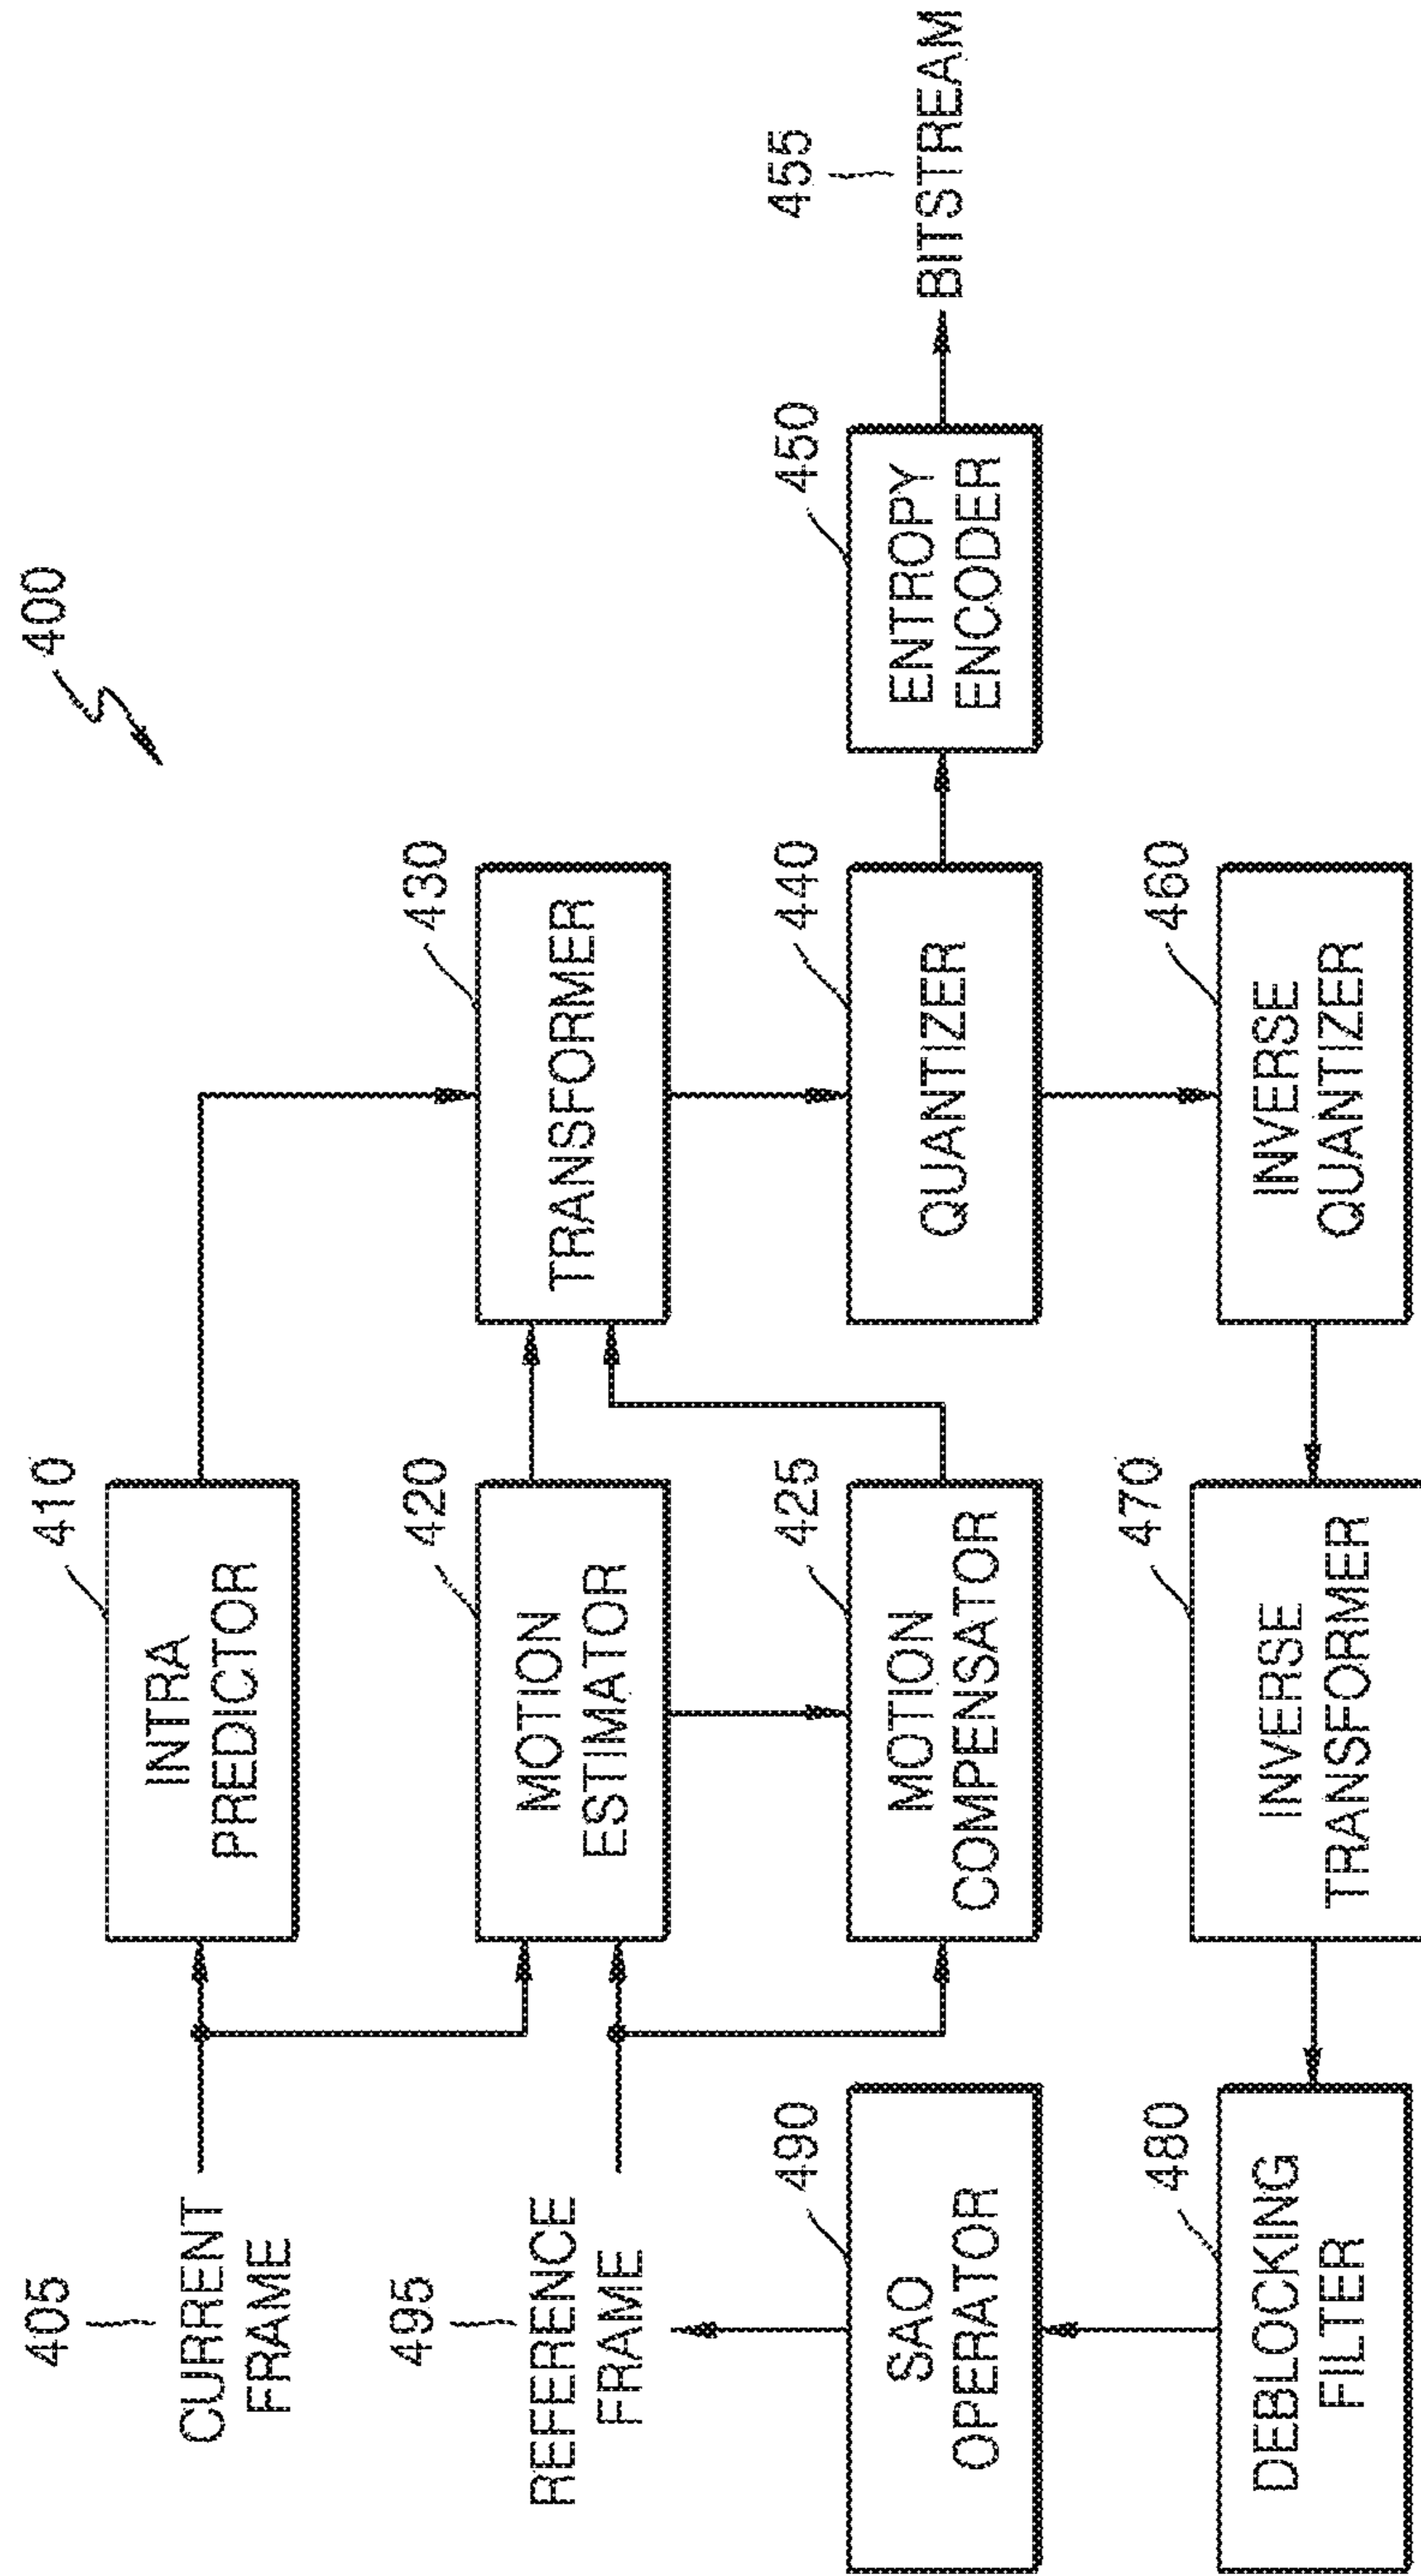 400
405
CURRENT
FRAME
410
INTRA
PREDICTOR
495
REFERENCE
FRAME
420
MOTION
ESTIMATOR
430
TRANSFORMER
490
SAO
OPERATOR
425
MOTION
COMPENSATOR
440
QUANTIZER
450
ENTROPY
ENCODER
455
BITSTREAM
480
DEBLOCKING
FILTER
470
INVERSE
TRANSFORMER
460
INVERSE
QUANTIZER